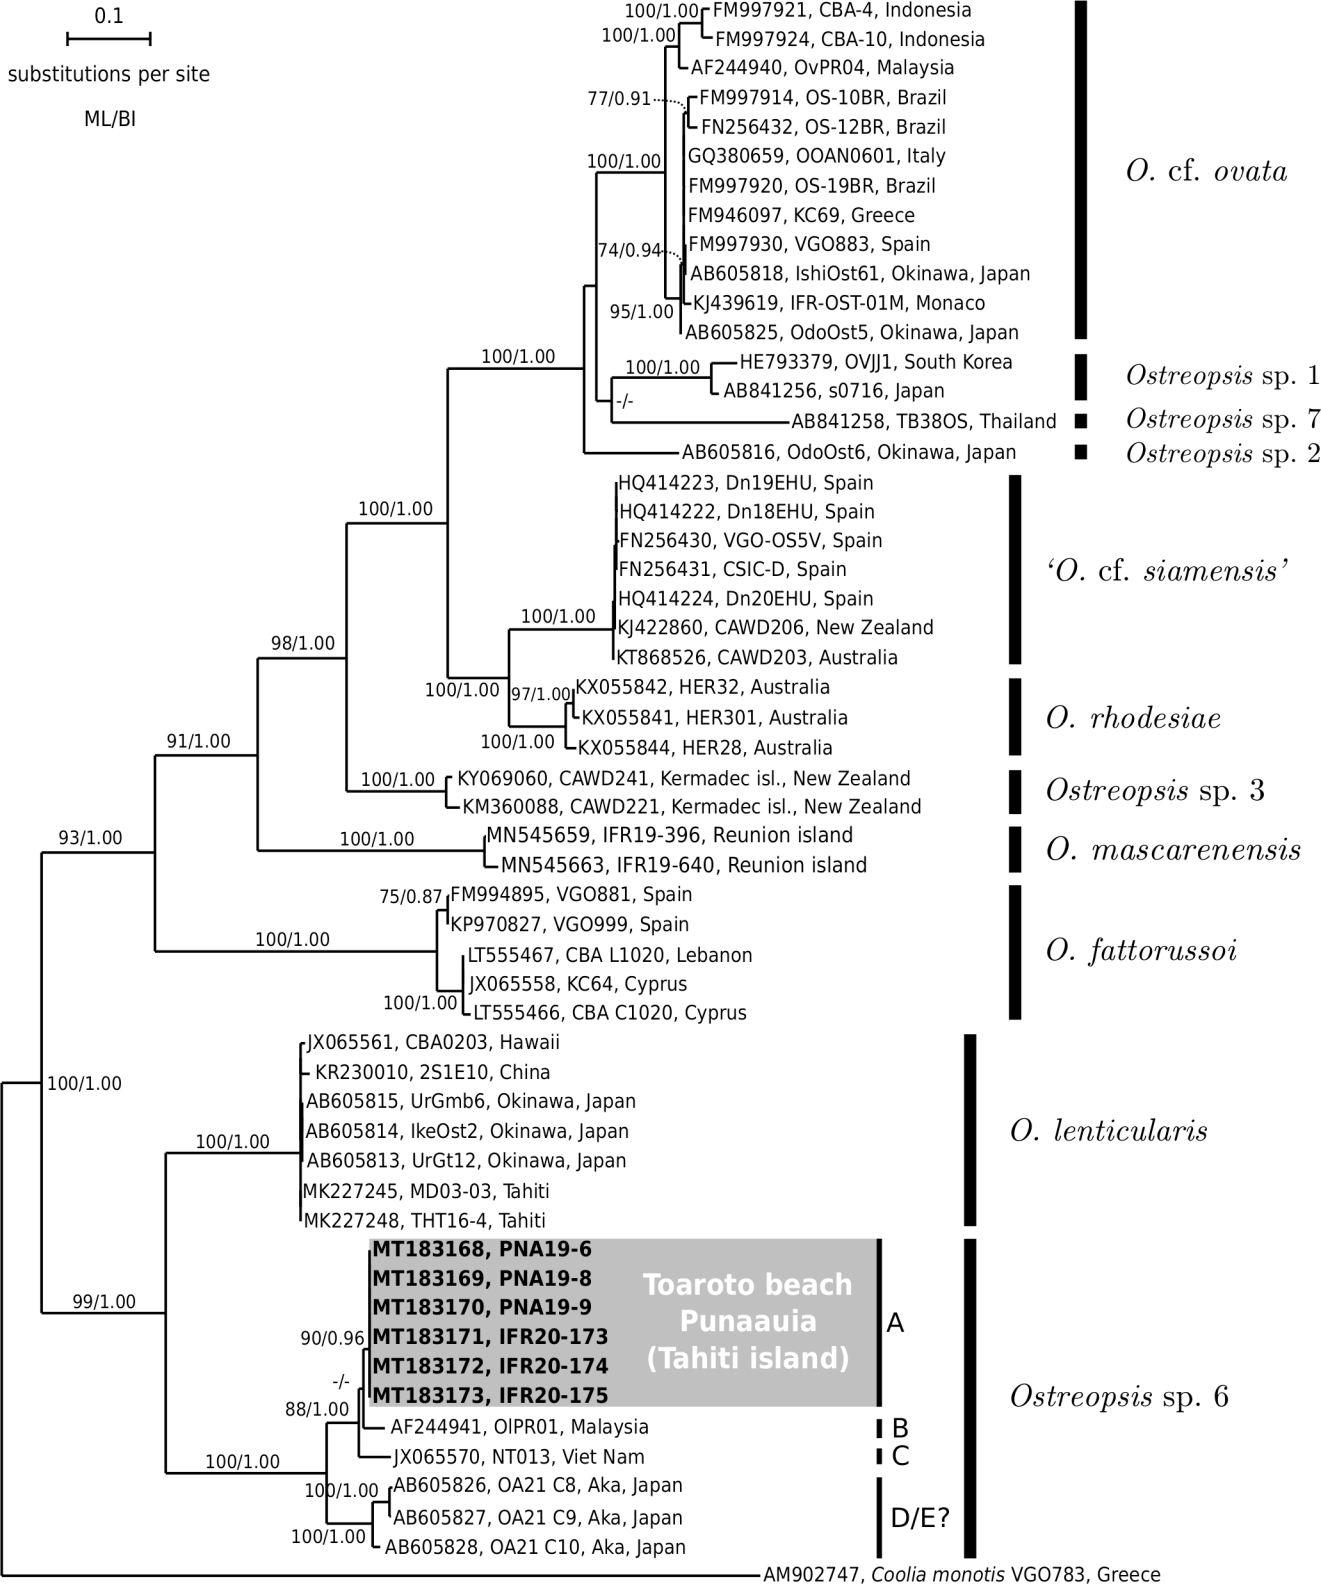 0.1
substitutions per site
ML/BI
100/1.00
FM997921, CBA-4, Indonesia
100/1.00
FM997924, CBA-10, Indonesia
AF244940, OvPR04, Malaysia
77/0.91
FM997914, OS-10BR, Brazil
FN256432, OS-12BR, Brazil
GQ380659, OOAN0601, Italy
100/1.00
O. cf. ovata
FM997920, OS-19BR, Brazil
FM946097, KC69, Greece
FM997930, VGO883, Spain
74/0.94
AB605818, IshiOst61, Okinawa, Japan
KJ439619, IFR-OST-01M, Monaco
95/1.00
AB605825, OdoOst5, Okinawa, Japan
100/1.00
HE793379, OVJJ1, South Korea
100/1.00
Ostreopsis sp. 1
AB841256, s0716, Japan
-/-
AB841258, TB38OS, Thailand
Ostreopsis sp. 7
AB605816, OdoOst6, Okinawa, Japan
Ostreopsis sp. 2
HQ414223, Dn19EHU, Spain
100/1.00
HQ414222, Dn18EHU, Spain
FN256430, VGO-OS5V, Spain
FN256431, CSIC-D, Spain
‘O. cf. siamensis’
HQ414224, Dn20EHU, Spain
100/1.00
KJ422860, CAWD206, New Zealand
98/1.00
KT868526, CAWD203, Australia
100/1.00
97/1.00
KX055842, HER32, Australia
KX055841, HER301, Australia
O. rhodesiae
91/1.00
100/1.00
KX055844, HER28, Australia
100/1.00
KY069060, CAWD241, Kermadec isl., New Zealand
Ostreopsis sp. 3
KM360088, CAWD221, Kermadec isl., New Zealand
93/1.00
100/1.00
MN545659, IFR19-396, Reunion island
O. mascarenensis
MN545663, IFR19-640, Reunion island
75/0.87
FM994895, VGO881, Spain
KP970827, VGO999, Spain
100/1.00
O. fattorussoi
LT555467, CBA L1020, Lebanon
JX065558, KC64, Cyprus
100/1.00
LT555466, CBA C1020, Cyprus
JX065561, CBA0203, Hawaii
KR230010, 2S1E10, China
100/1.00
AB605815, UrGmb6, Okinawa, Japan
100/1.00
AB605814, IkeOst2, Okinawa, Japan
O. lenticularis
AB605813, UrGt12, Okinawa, Japan
MK227245, MD03-03, Tahiti
MK227248, THT16-4, Tahiti
MT183168, PNA19-6
MT183169, PNA19-8
Toaroto beach
99/1.00
MT183170, PNA19-9
Punaauia
A
90/0.96
MT183171, IFR20-173
(Tahiti island)
MT183172, IFR20-174
-/-
MT183173, IFR20-175
Ostreopsis sp. 6
88/1.00
AF244941, OlPR01, Malaysia
B
100/1.00
JX065570, NT013, Viet Nam
C
100/1.00
AB605826, OA21 C8, Aka, Japan
AB605827, OA21 C9, Aka, Japan
D/E?
100/1.00
AB605828, OA21 C10, Aka, Japan
AM902747, Coolia monotis VGO783, Greece